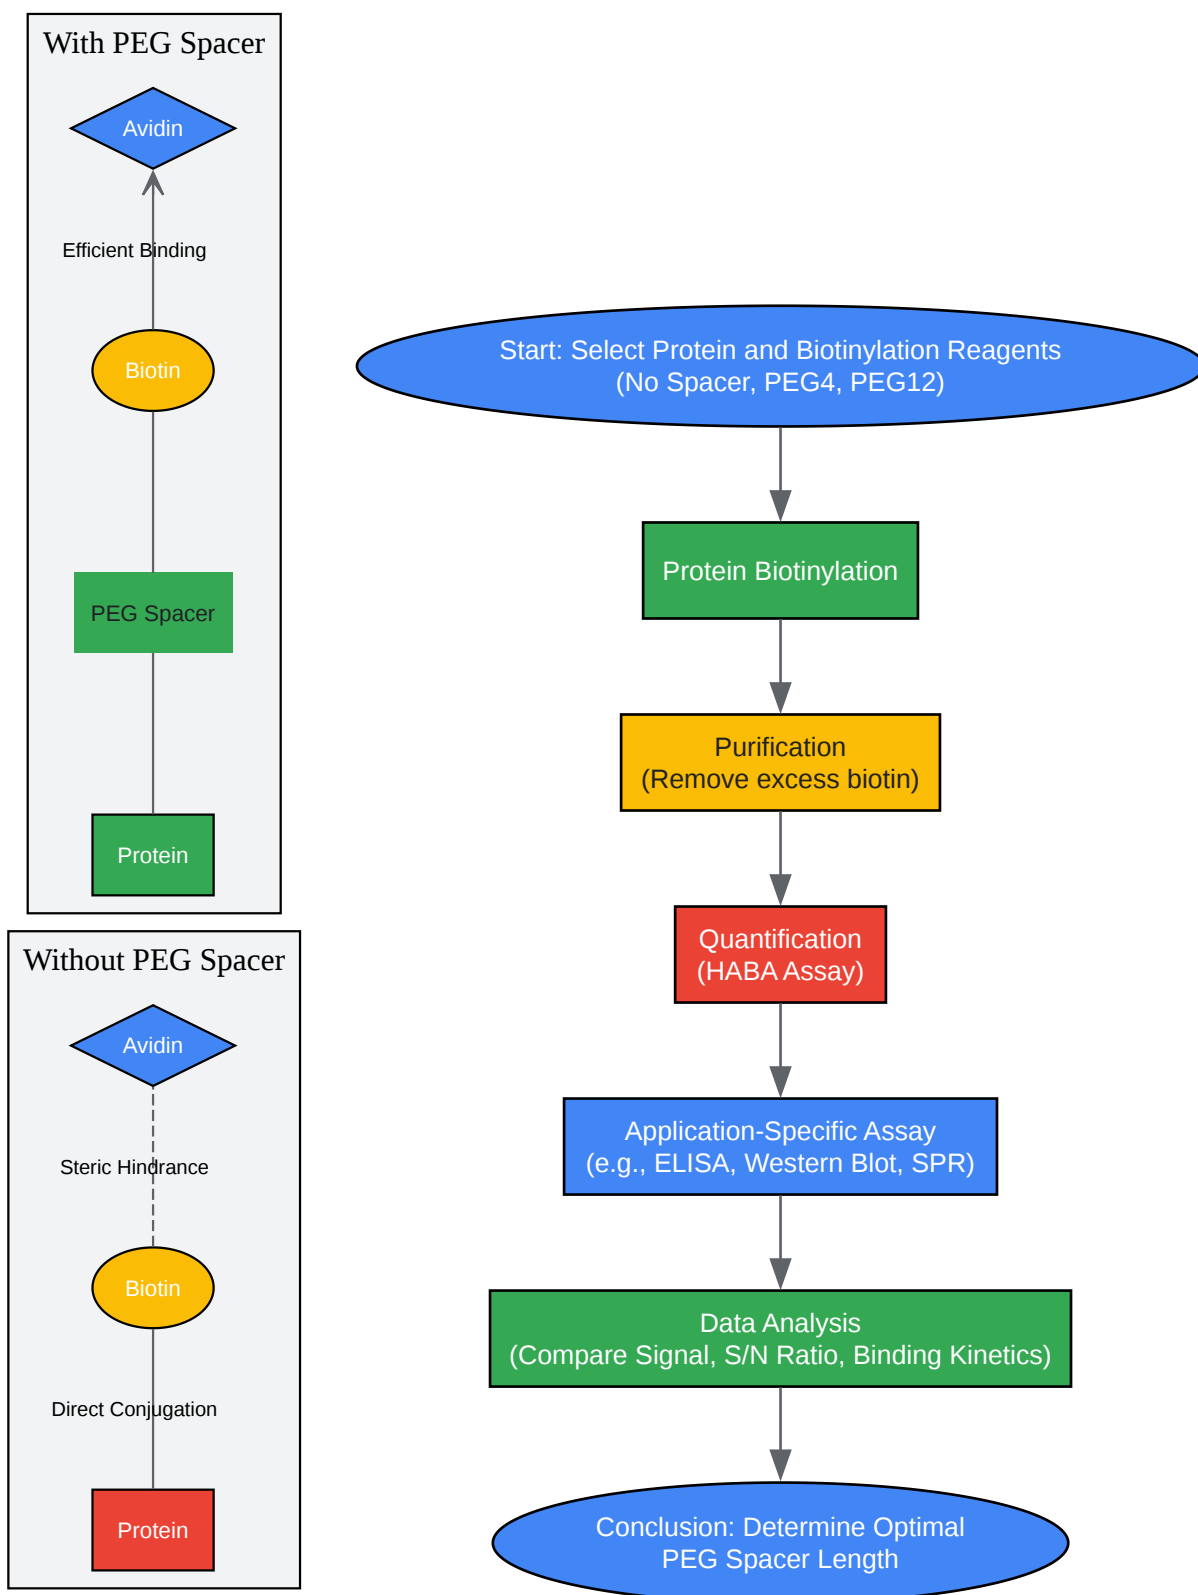 With PEG Spacer
Avidin
Efficient Binding
Biotin
PEG Spacer
Protein
Without PEG Spacer
Avidin
Steric Hindrance
Biotin
Direct Conjugation
Protein
Start: Select Protein and Biotinylation Reagents
(No Spacer, PEG4, PEG12)
Protein Biotinylation
Purification
(Remove excess biotin)
Quantification
(HABA Assay)
Application-Specific Assay
(e.g., ELISA, Western Blot, SPR)
Data Analysis
(Compare Signal, S/N Ratio, Binding Kinetics)
Conclusion: Determine Optimal
PEG Spacer Length